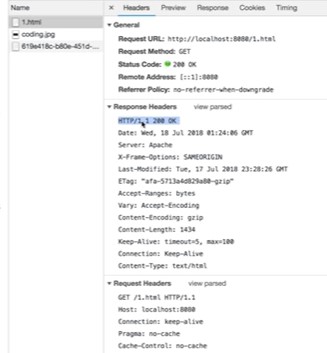 Name
× Headers Preview Response Cookies Timing
1.html
coding.jpg
619e418c-b80e-451d-...
▼ General
Request URL: http://localhost:8080/1.html
Request Method: GET
Status Code: 200 OK
Remote Address: [::1]:8080
Referrer Policy: no-referrer-when-downgrade
▼ Response Headers view parsed
HTTP/1.1 200 OK
Date: Wed, 18 Jul 2018 01:24:06 GMT
Server: Apache
X-Frame-Options: SAMEORIGIN
Last-Modified: Tue, 17 Jul 2018 23:28:26 GMT
ETag: "afa-5713a4d829a80-gzip"
Accept-Ranges: bytes
Vary: Accept-Encoding
Content-Encoding: gzip
Content-Length: 1434
Keep-Alive: timeout=5, max=100
Connection: Keep-Alive
Content-Type: text/html
▼ Request Headers view parsed
GET /1.html HTTP/1.1
Host: localhost:8080
Connection: keep-alive
Pragma: no-cache
Cache-Control: no-cache